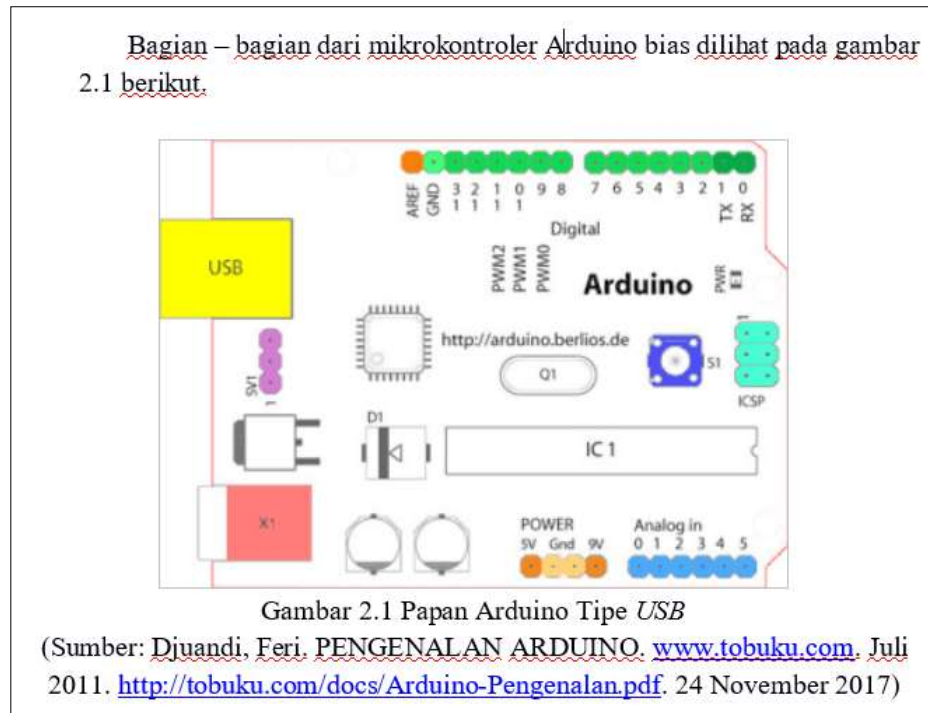 Bagian – bagian dari mikrokontroler Arduino bias dilihat pada gambar
2.1 berikut.
AREF
GND
13
12
11
10
9
8
7
6
5
4
3
2
1
0
TX
RX
Digital
PWM2
PWM1
PWM0
Arduino
PWR
USB
http://arduino.berlios.de
1
S1
Q1
SV1
1
ICSP
D1
IC 1
X1
POWER
5V Gnd 9V
Analog in
0 1 2 3 4 5
Gambar 2.1 Papan Arduino Tipe USB
(Sumber: Djuandi, Feri. PENGENALAN ARDUINO. www.tobuku.com. Juli
2011. http://tobuku.com/docs/Arduino-Pengenalan.pdf. 24 November 2017)